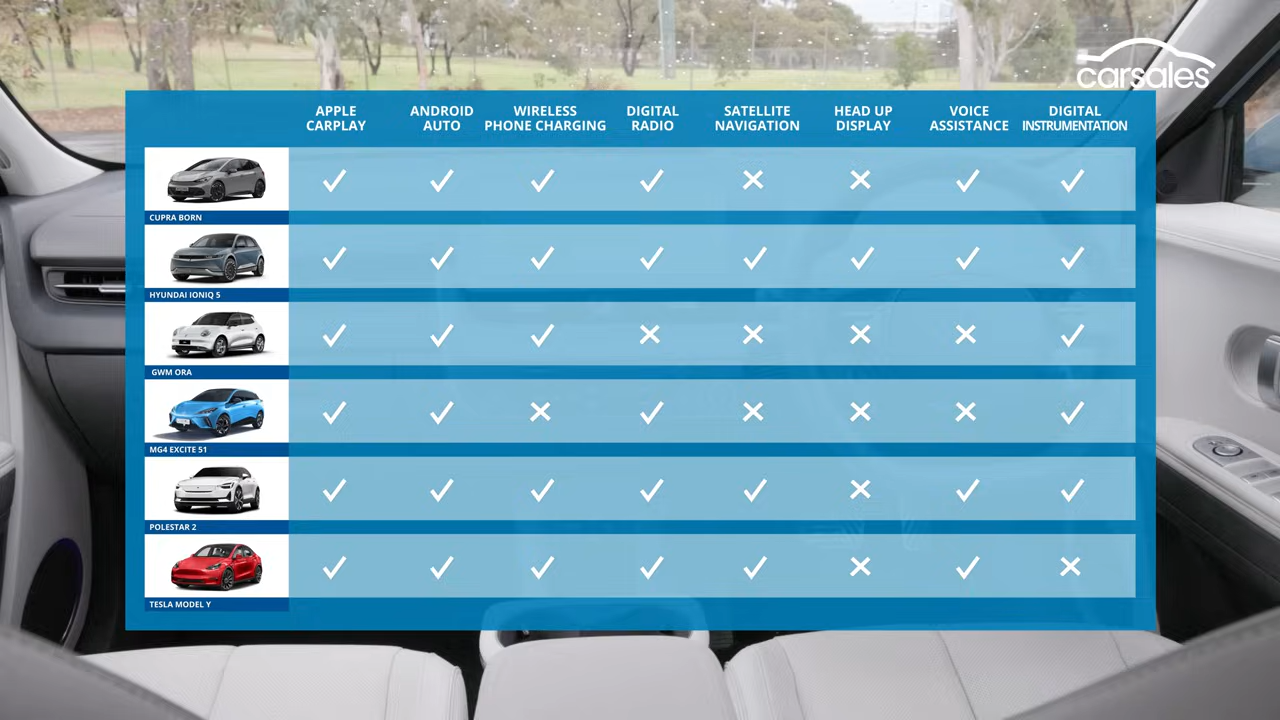 carsales
APPLE CARPLAY
ANDROID AUTO
WIRELESS PHONE CHARGING
DIGITAL RADIO
SATELLITE NAVIGATION
HEAD UP DISPLAY
VOICE ASSISTANCE
DIGITAL INSTRUMENTATION
CUPRA BORN
HYUNDAI IONIQ 5
GWM ORA
MG4 EXCITE 51
POLESTAR 2
TESLA MODEL Y